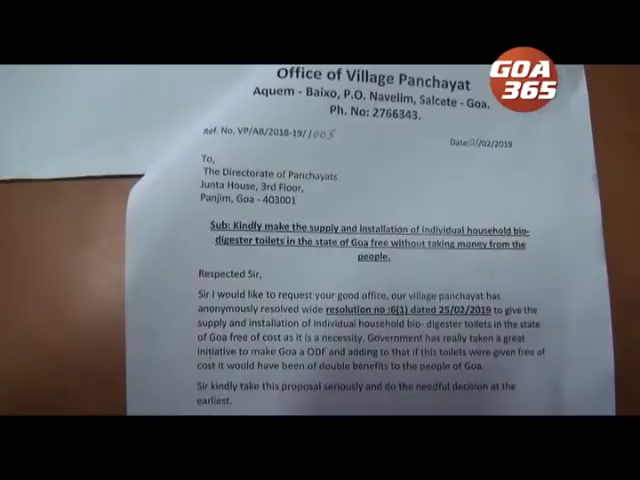 GOA
365
Office of Village Panchayat
Aquem - Baixo, P.O. Navelim, Salcete - Goa.
Ph. No: 2766343.
Ref. No. VP/AB/2018-19/1005
Date: /02/2019
To,
The Directorate of Panchayats
Junta House, 3rd Floor,
Panjim, Goa - 403001
Sub: Kindly make the supply and installation of individual household bio-
digester toilets in the state of Goa free without taking money from the
people.
Respected Sir,
Sir I would like to request your good office, our village panchayat has
anonymously resolved wide resolution no :6(1) dated 25/02/2019 to give the
supply and installation of Individual household bio- digester toilets in the state
of Goa free of cost as it is a necessity. Government has really taken a great
initiative to make Goa a ODF and adding to that if this toilets were given free of
cost it would have been of double benefits to the people of Goa.
Sir kindly take this proposal seriously and do the needful decision at the
earliest.